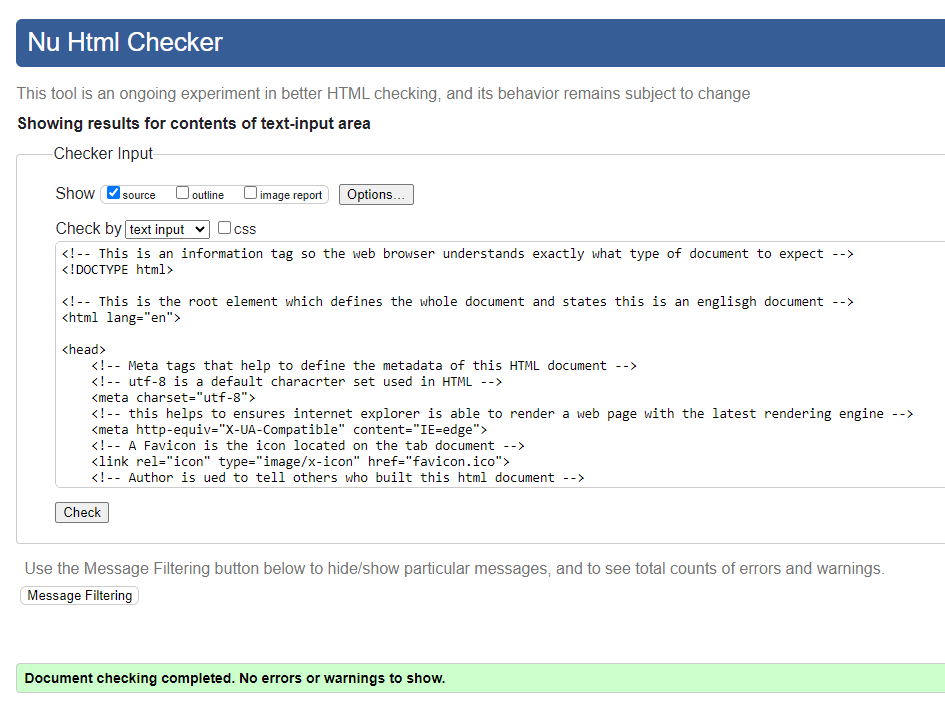 Nu Html Checker
This tool is an ongoing experiment in better HTML checking, and its behavior remains subject to change
Showing results for contents of text-input area
Checker Input
Show source outline image report Options...
Check by text input css
<!-- This is an information tag so the web browser understands exactly what type of document to expect -->
<!DOCTYPE html>
<!-- This is the root element which defines the whole document and states this is an englisgh document -->
<html lang="en">
<head>
<!-- Meta tags that help to define the metadata of this HTML document -->
<!-- utf-8 is a default characrter set used in HTML -->
<meta charset="utf-8">
<!-- this helps to ensures internet explorer is able to render a web page with the latest rendering engine -->
<meta http-equiv="X-UA-Compatible" content="IE=edge">
<!-- A Favicon is the icon located on the tab document -->
<link rel="icon" type="image/x-icon" href="favicon.ico">
<!-- Author is ued to tell others who built this html document -->
Check
Use the Message Filtering button below to hide/show particular messages, and to see total counts of errors and warnings.
Message Filtering
Document checking completed. No errors or warnings to show.